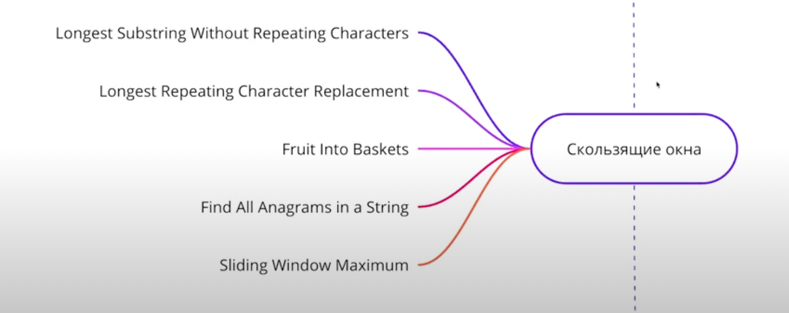 Longest Substring Without Repeating Characters
Longest Repeating Character Replacement
Fruit Into Baskets
Find All Anagrams in a String
Sliding Window Maximum
Скользящие окна